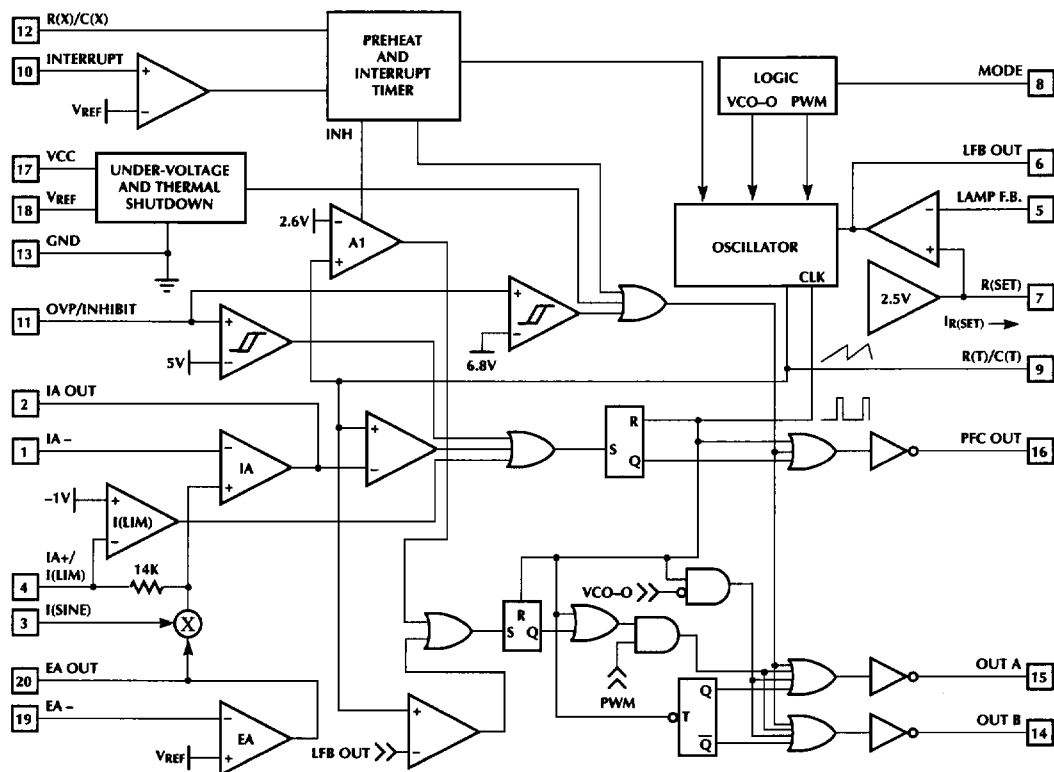 12 R(X)/C(X)
10 INTERRUPT
+
VREF
−
PREHEAT
AND
INTERRUPT
TIMER
INH
LOGIC
VCO–O PWM
MODE 8
17 VCC
18 VREF
13 GND
UNDER-VOLTAGE
AND THERMAL
SHUTDOWN
2.6V
−
A1
+
OSCILLATOR
CLK
LFB OUT 6
LAMP F.B. 5
−
+
2.5V
R(SET) 7
IR(SET)
11 OVP/INHIBIT
+
5V
−
+
6.8V
−
R(T)/C(T) 9
2 IA OUT
1 IA –
−
IA
+
+
−
S
R
Q
PFC OUT 16
–1V
+
I(LIM)
−
4 IA+/
I(LIM)
14K
3 I(SINE)
X
20 EA OUT
19 EA –
−
EA
VREF
+
LFB OUT
+
−
R
S Q
VCO–O
PWM
T
Q
Q̅
OUT A 15
OUT B 14